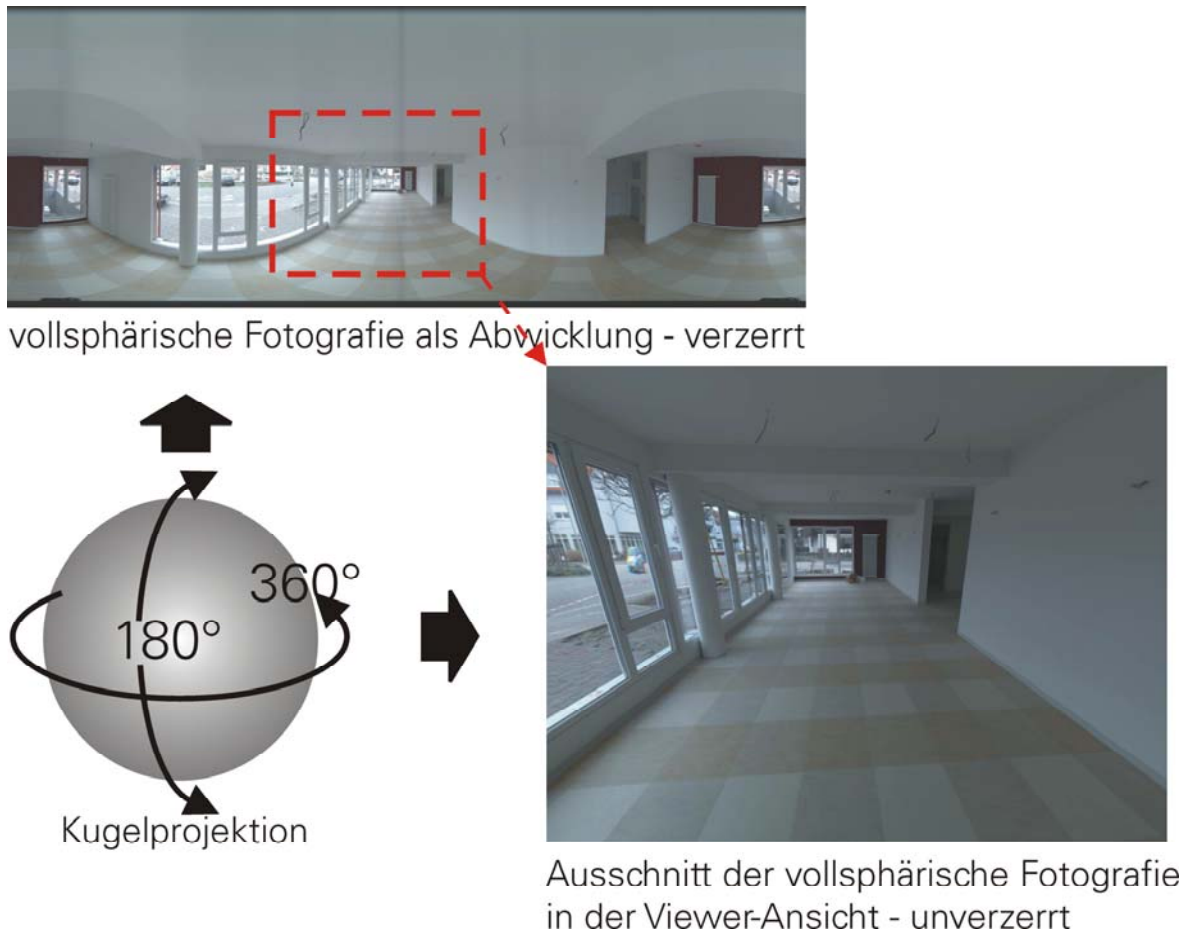 vollsphärische Fotografie als Abwicklung - verzerrt
360°
180°
Kugelprojektion
Ausschnitt der vollsphärische Fotografie
in der Viewer-Ansicht - unverzerrt